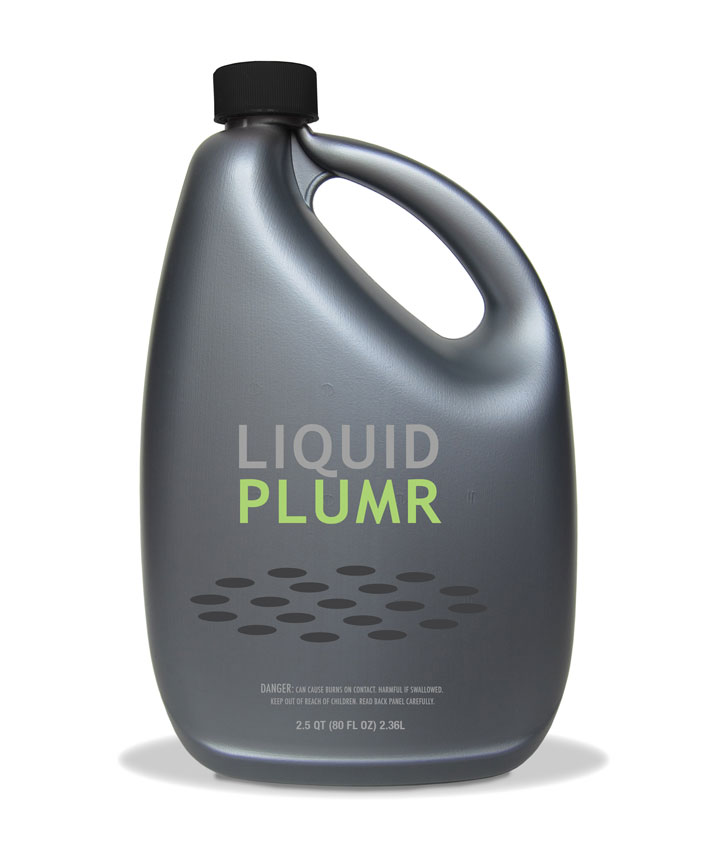 LIQUID
PLUMR
DANGER: CAN CAUSE BURNS ON CONTACT. HARMFUL IF SWALLOWED.
KEEP OUT OF REACH OF CHILDREN. READ BACK PANEL CAREFULLY.
2.5 QT (80 FL OZ) 2.36L